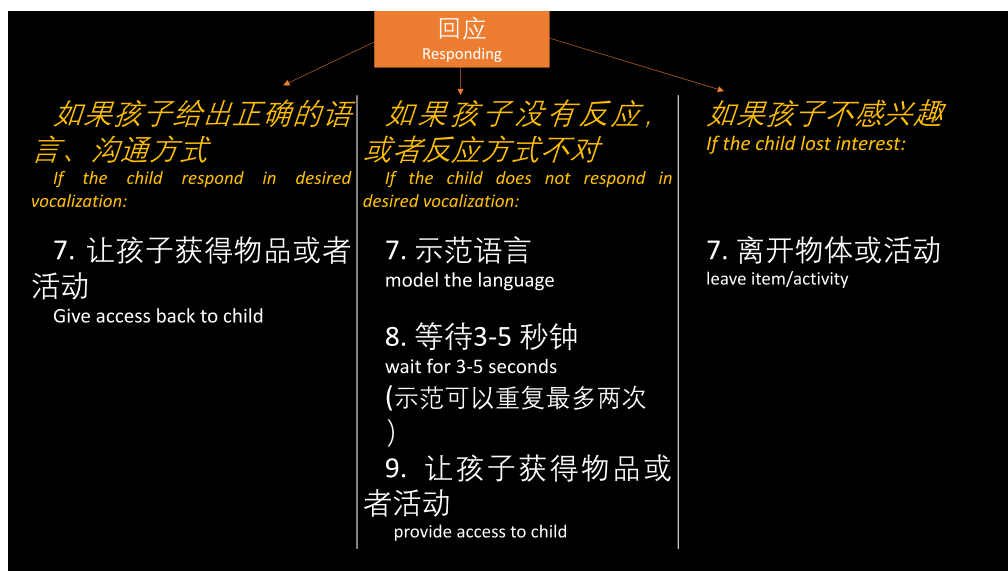 回应
Responding
如果孩子给出正确的语
言、沟通方式
If the child respond in desired
vocalization:
7. 让孩子获得物品或者
活动
Give access back to child
如果孩子没有反应，
或者反应方式不对
If the child does not respond in
desired vocalization:
7. 示范语言
model the language
8. 等待3-5 秒钟
wait for 3-5 seconds
(示范可以重复最多两次
)
9. 让孩子获得物品或
者活动
provide access to child
如果孩子不感兴趣
If the child lost interest:
7. 离开物体或活动
leave item/activity